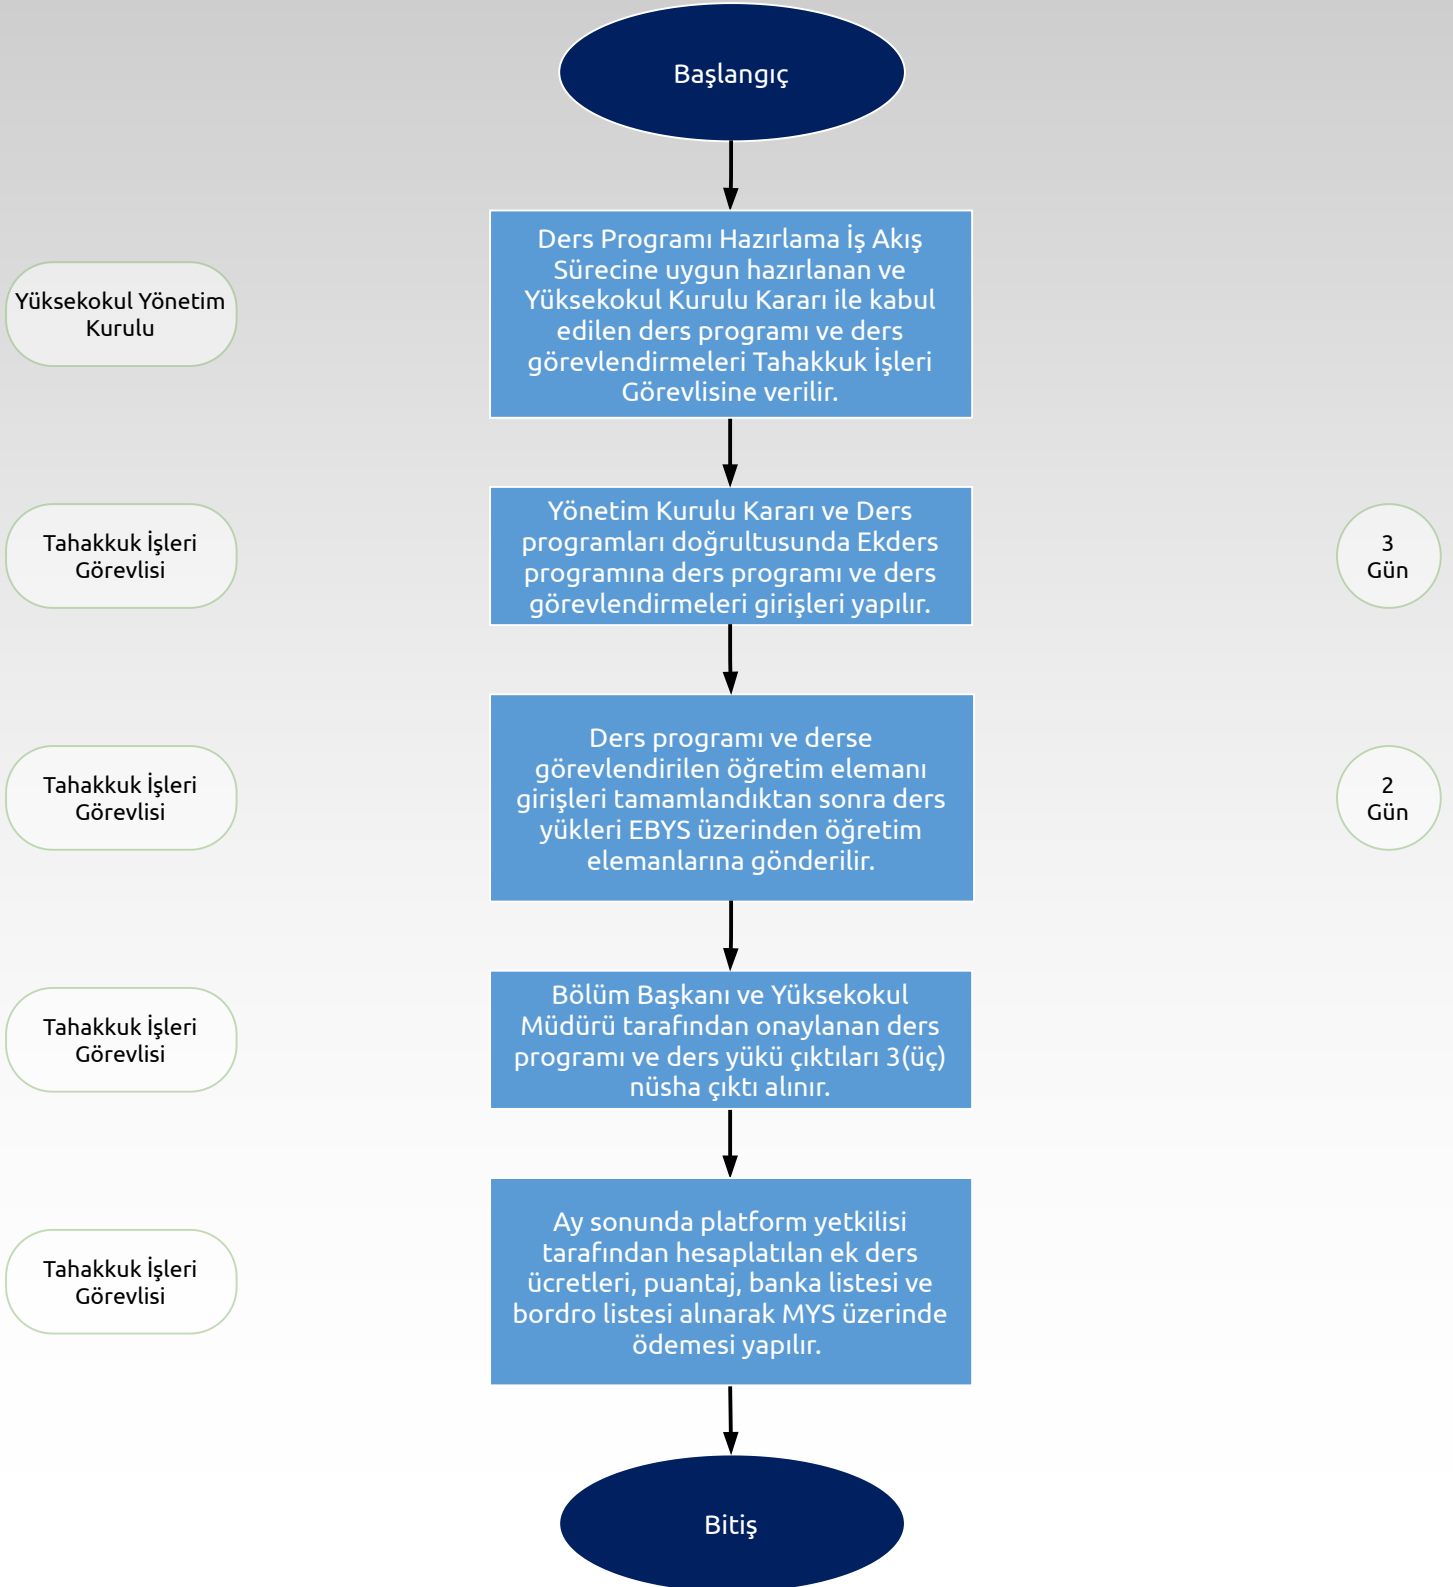 Başlangıç
Yüksekokul Yönetim
Kurulu
Ders Programı Hazırlama İş Akış
Sürecine uygun hazırlanan ve
Yüksekokul Kurulu Kararı ile kabul
edilen ders programı ve ders
görevlendirmeleri Tahakkuk İşleri
Görevlisine verilir.
Tahakkuk İşleri
Görevlisi
Yönetim Kurulu Kararı ve Ders
programları doğrultusunda Ekders
programına ders programı ve ders
görevlendirmeleri girişleri yapılır.
3
Gün
Tahakkuk İşleri
Görevlisi
Ders programı ve derse
görevlendirilen öğretim elemanı
girişleri tamamlandıktan sonra ders
yükleri EBYS üzerinden öğretim
elemanlarına gönderilir.
2
Gün
Tahakkuk İşleri
Görevlisi
Bölüm Başkanı ve Yüksekokul
Müdürü tarafından onaylanan ders
programı ve ders yükü çıktıları 3(üç)
nüsha çıktı alınır.
Tahakkuk İşleri
Görevlisi
Ay sonunda platform yetkilisi
tarafından hesaplatılan ek ders
ücretleri, puantaj, banka listesi ve
bordro listesi alınarak MYS üzerinde
ödemesi yapılır.
Bitiş